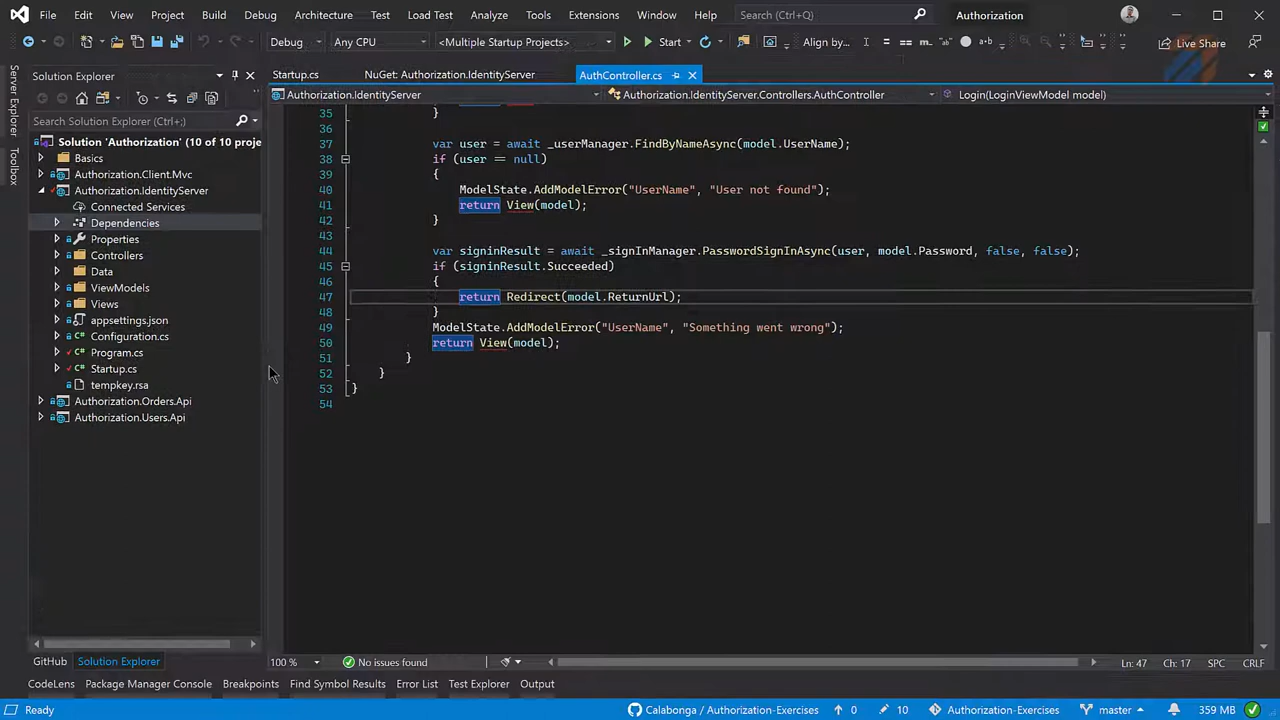 File Edit View Project Build Debug Architecture Test Load Test Analyze Tools Extensions Window Help Search (Ctrl+Q) Authorization
Debug Any CPU <Multiple Startup Projects> Start Align by... Live Share
Server Explorer
Toolbox
Solution Explorer
Search Solution Explorer (Ctrl+;)
Solution 'Authorization' (10 of 10 proje
Basics
Authorization.Client.Mvc
Authorization.IdentityServer
Connected Services
Dependencies
Properties
Controllers
Data
ViewModels
Views
appsettings.json
Configuration.cs
Program.cs
Startup.cs
tempkey.rsa
Authorization.Orders.Api
Authorization.Users.Api
GitHub Solution Explorer
Startup.cs NuGet: Authorization.IdentityServer AuthController.cs
Authorization.IdentityServer Authorization.IdentityServer.Controllers.AuthController Login(LoginViewModel model)
35 }
36
37 var user = await _userManager.FindByNameAsync(model.UserName);
38 if (user == null)
39 {
40 ModelState.AddModelError("UserName", "User not found");
41 return View(model);
42 }
43
44 var signinResult = await _signInManager.PasswordSignInAsync(user, model.Password, false, false);
45 if (signinResult.Succeeded)
46 {
47 return Redirect(model.ReturnUrl);
48 }
49 ModelState.AddModelError("UserName", "Something went wrong");
50 return View(model);
51 }
52 }
53 }
54
100 % No issues found Ln: 47 Ch: 17 SPC CRLF
CodeLens Package Manager Console Breakpoints Find Symbol Results Error List Test Explorer Output
Ready Calabonga / Authorization-Exercises 0 10 Authorization-Exercises master 359 MB